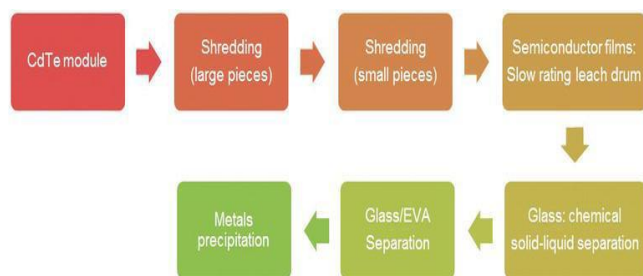 CdTe module
Shredding
(large pieces)
Shredding
(small pieces)
Semiconductor films:
Slow rating leach drum
Glass: chemical
solid-liquid separation
Glass/EVA
Separation
Metals
precipitation